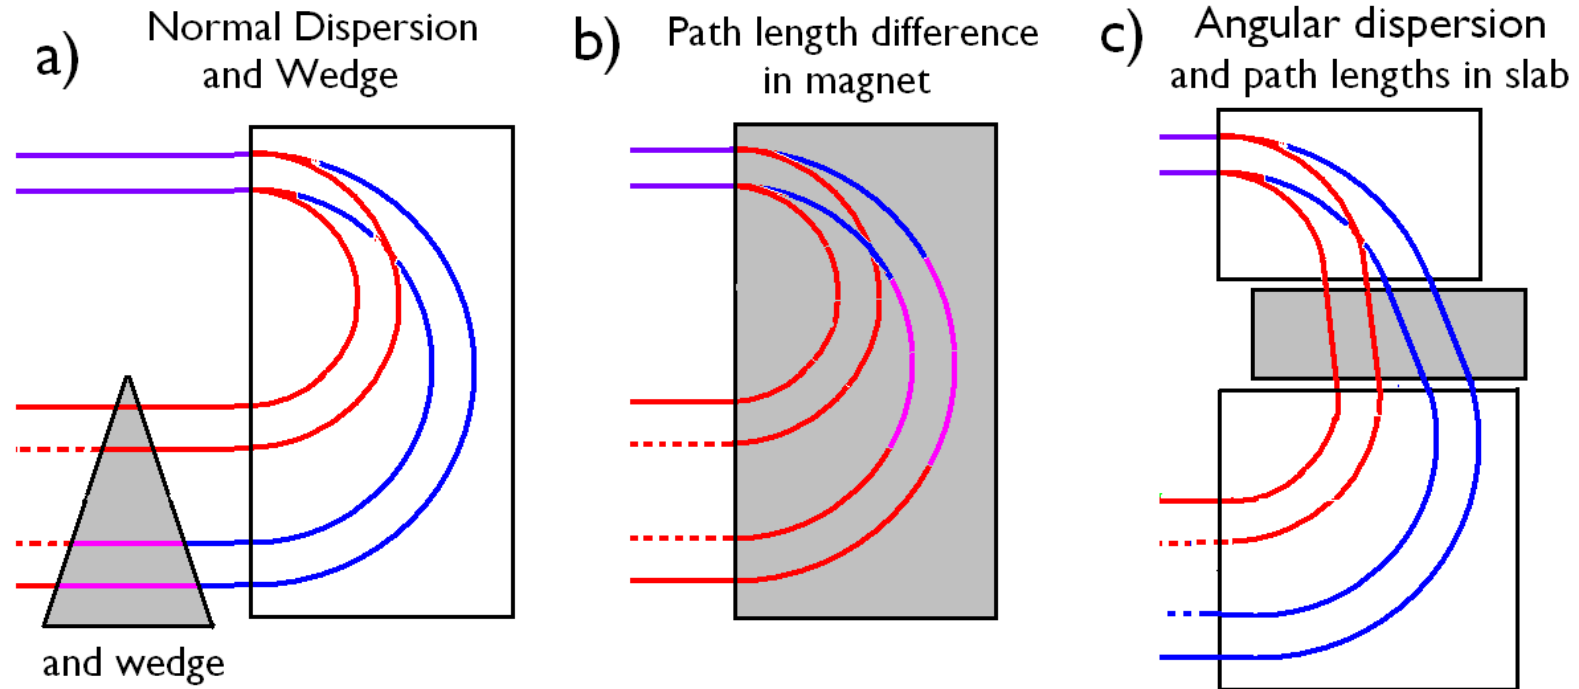 a)
Normal Dispersion
and Wedge
and wedge
b)
Path length difference
in magnet
c)
Angular dispersion
and path lengths in slab